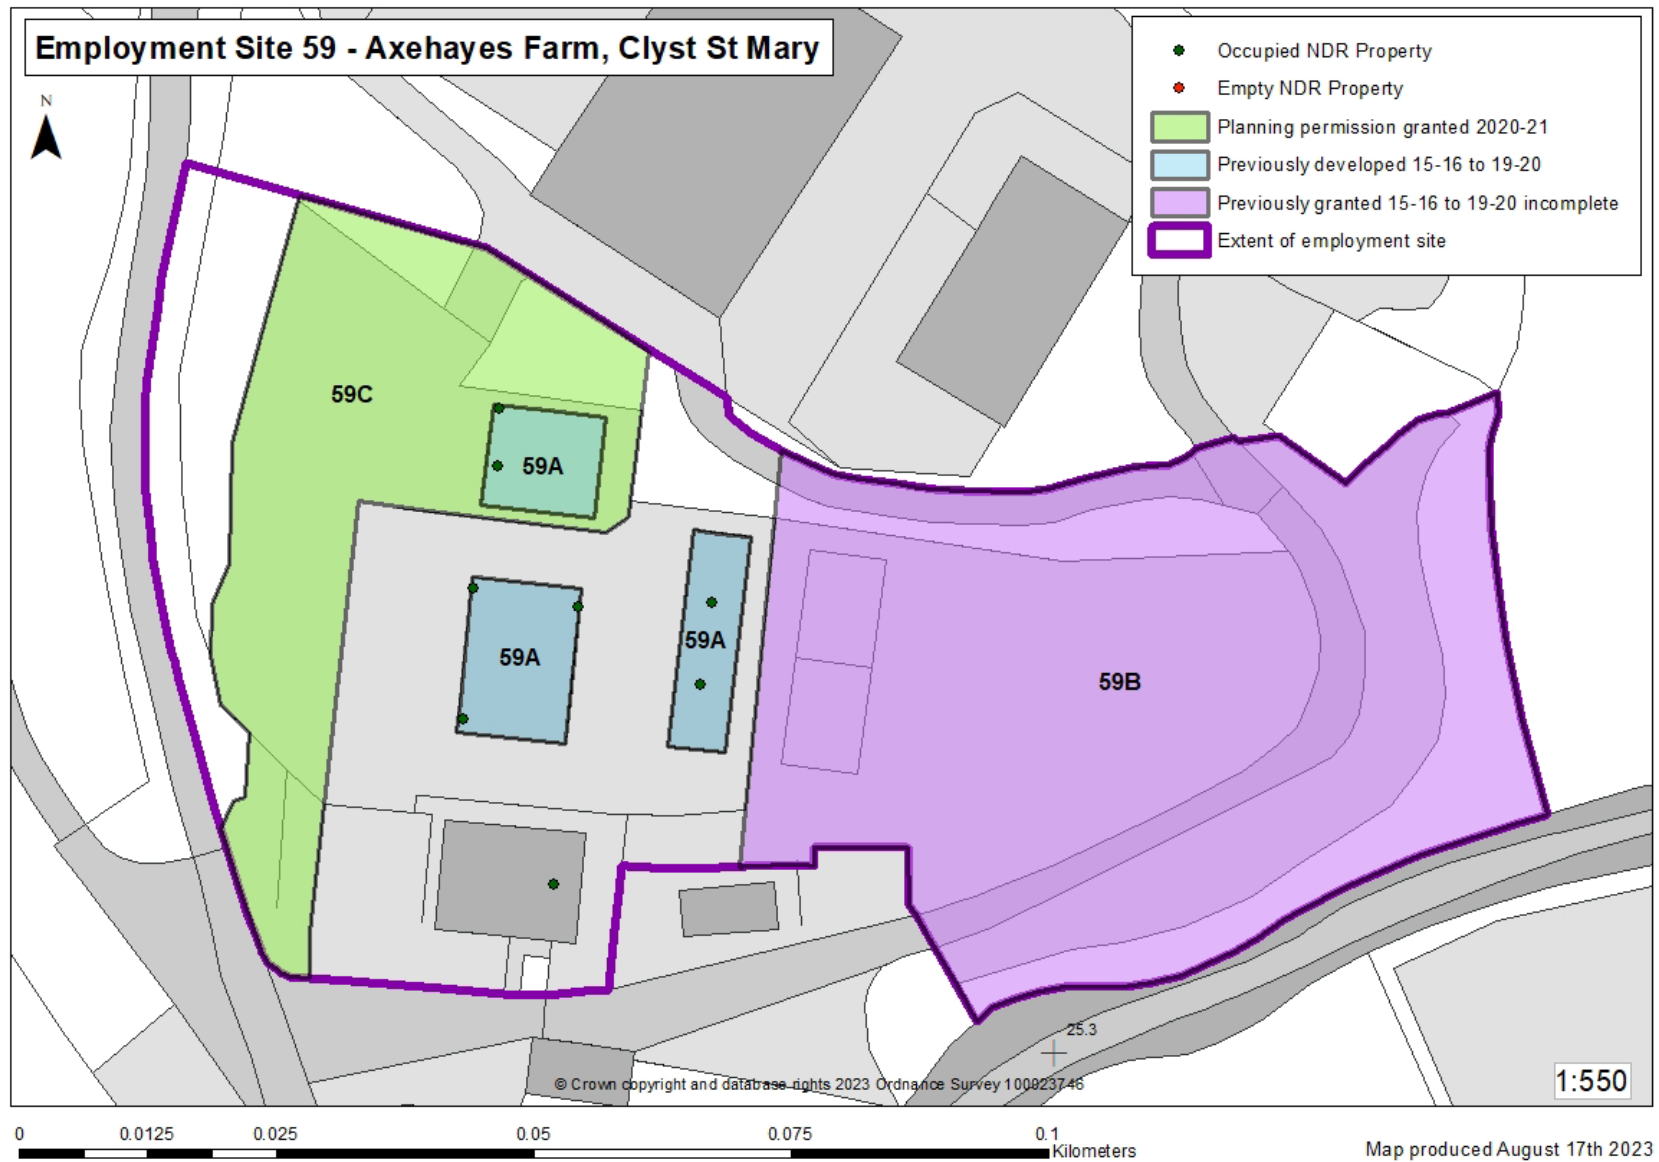 Employment Site 59 - Axehayes Farm, Clyst St Mary
N
Occupied NDR Property
Empty NDR Property
Planning permission granted 2020-21
Previously developed 15-16 to 19-20
Previously granted 15-16 to 19-20 incomplete
Extent of employment site
59C
59A
59A
59A
59B
25.3
© Crown copyright and database rights 2023 Ordnance Survey 100023746
1:550
0 0.0125 0.025 0.05 0.075 0.1
Kilometers
Map produced August 17th 2023